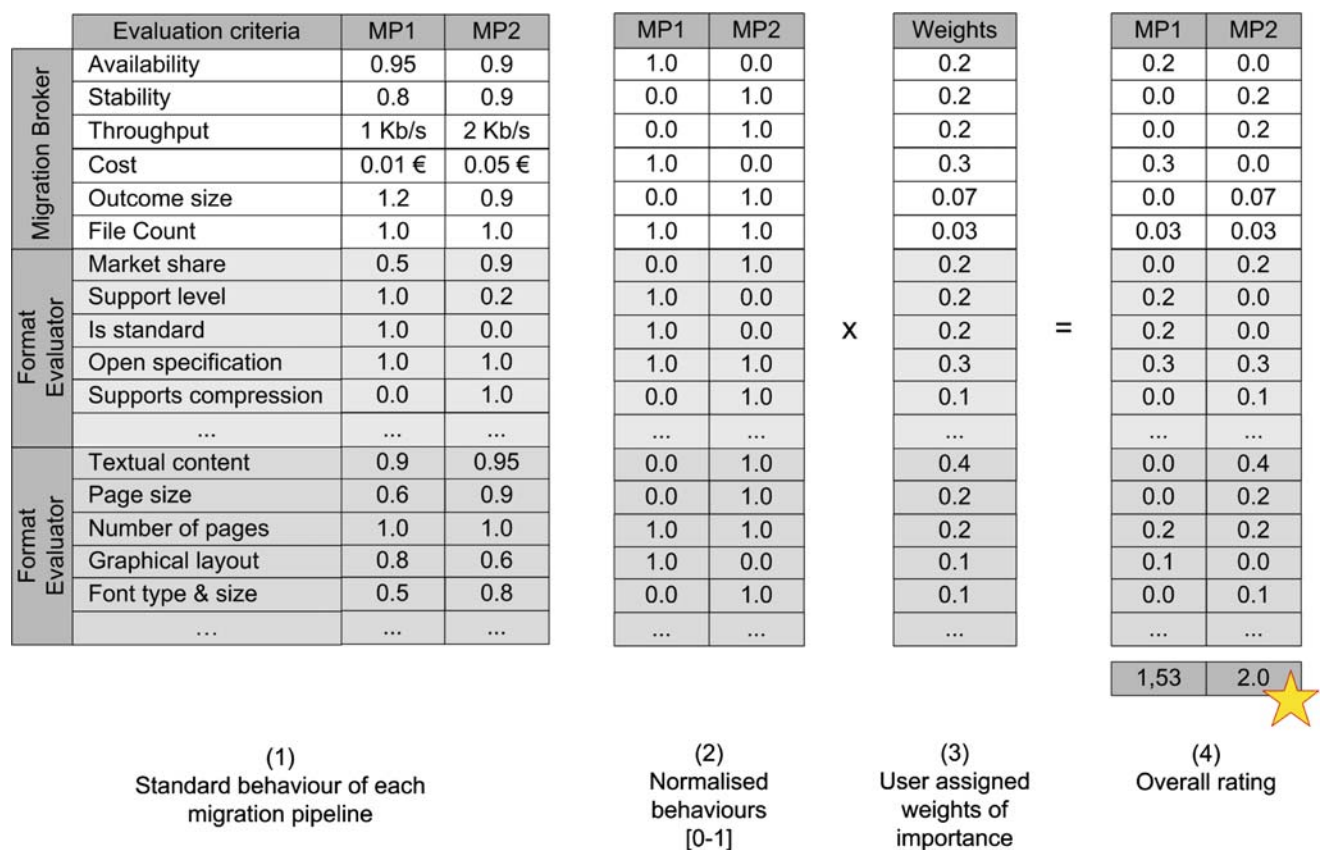 Evaluation criteria MP1 MP2 MP1 MP2 Weights MP1 MP2
Migration Broker
Availability 0.95 0.9 1.0 0.0 0.2 0.2 0.0
Stability 0.8 0.9 0.0 1.0 0.2 0.0 0.2
Throughput 1 Kb/s 2 Kb/s 0.0 1.0 0.2 0.0 0.2
Cost 0.01 € 0.05 € 1.0 0.0 0.3 0.3 0.0
Outcome size 1.2 0.9 0.0 1.0 0.07 0.0 0.07
File Count 1.0 1.0 1.0 1.0 0.03 0.03 0.03
Format
Evaluator
Market share 0.5 0.9 0.0 1.0 0.2 0.0 0.2
Support level 1.0 0.2 1.0 0.0 0.2 0.2 0.0
Is standard 1.0 0.0 1.0 0.0 x 0.2 = 0.2 0.0
Open specification 1.0 1.0 1.0 1.0 0.3 0.3 0.3
Supports compression 0.0 1.0 0.0 1.0 0.1 0.0 0.1
... ... ... ... ... ... ... ...
Format
Evaluator
Textual content 0.9 0.95 0.0 1.0 0.4 0.0 0.4
Page size 0.6 0.9 0.0 1.0 0.2 0.0 0.2
Number of pages 1.0 1.0 1.0 1.0 0.2 0.2 0.2
Graphical layout 0.8 0.6 1.0 0.0 0.1 0.1 0.0
Font type & size 0.5 0.8 0.0 1.0 0.1 0.0 0.1
... ... ... ... ... ... ... ...
1,53 2.0
(1)
Standard behaviour of each
migration pipeline
(2)
Normalised
behaviours
[0-1]
(3)
User assigned
weights of
importance
(4)
Overall rating